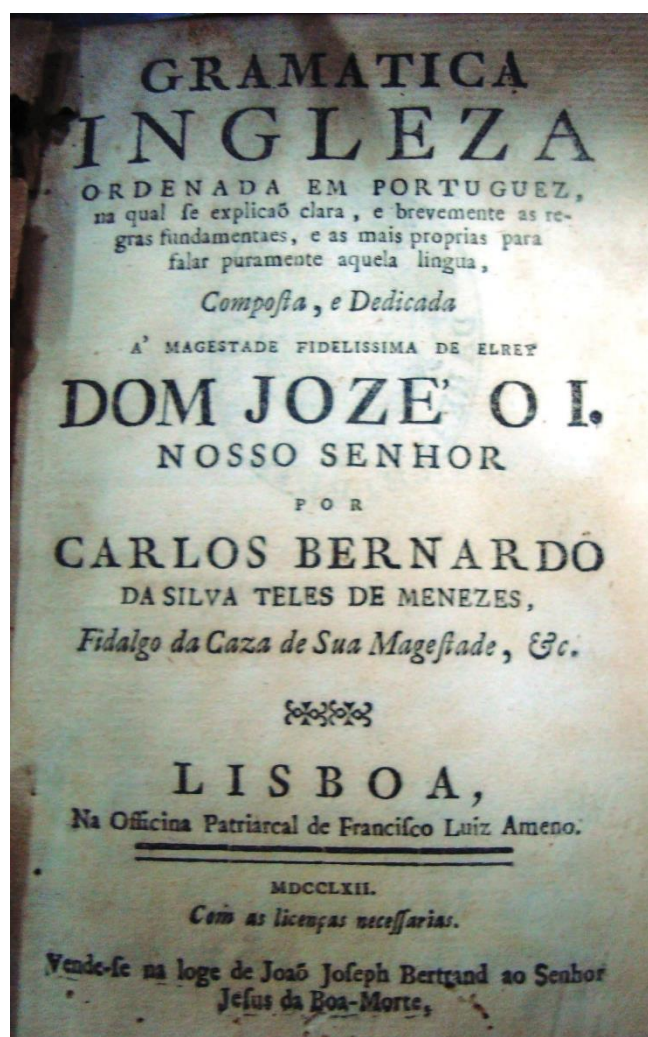 GRAMATICA
INGLEZA
ORDENADA EM PORTUGUEZ,
na qual ſe explicaõ clara, e brevemente as re-
gras fundamentaes, e as mais proprias para
falar puramente aquela lingua,
Compoſta, e Dedicada
A' MAGESTADE FIDELISSIMA DE ELREY
DOM JOZE' O I.
NOSSO SENHOR
POR
CARLOS BERNARDO
DA SILVA TELES DE MENEZES,
Fidalgo da Caza de Sua Mageſtade, &c.
LISBOA,
Na Officina Patriarcal de Franciſco Luiz Ameno.
MDCCLXII.
Com as licenças neceſſarias.
Vende-ſe na loge de Joaõ Joſeph Bertrand ao Senhor
Jeſus da Boa-Morte,